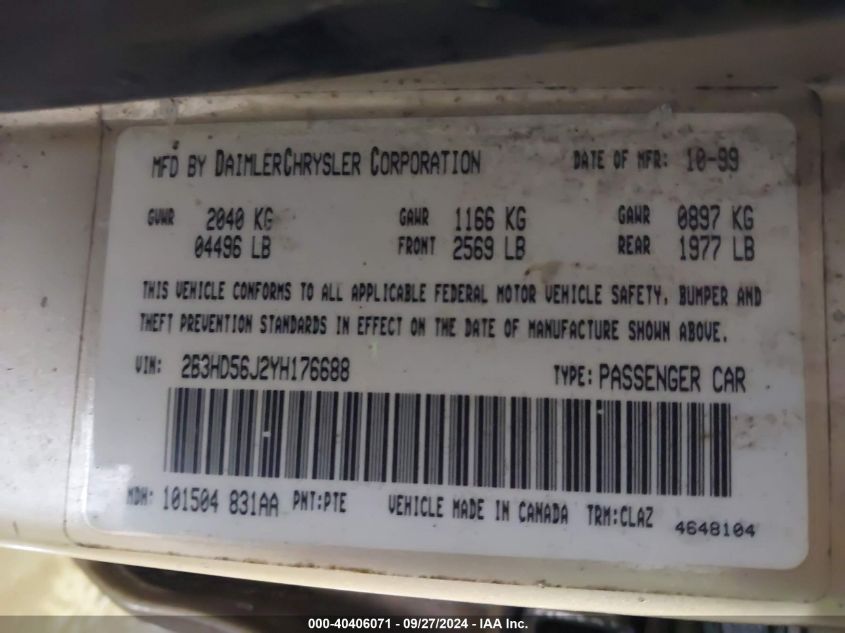 MFD BY DAIMLERCHRYSLER CORPORATION DATE OF MFR: 10-99
GVWR 2040 KG GAWR 1166 KG GAWR 0897 KG
04496 LB FRONT 2569 LB REAR 1977 LB
THIS VEHICLE CONFORMS TO ALL APPLICABLE FEDERAL MOTOR VEHICLE SAFETY, BUMPER AND
THEFT PREVENTION STANDARDS IN EFFECT ON THE DATE OF MANUFACTURE SHOWN ABOVE.
VIN: 2B3HD56J2YH176688 TYPE: PASSENGER CAR
MDH: 101504 831AA PNT:PTE VEHICLE MADE IN CANADA TRM:CLAZ 4648104
000-40406071 - 09/27/2024 - IAA Inc.